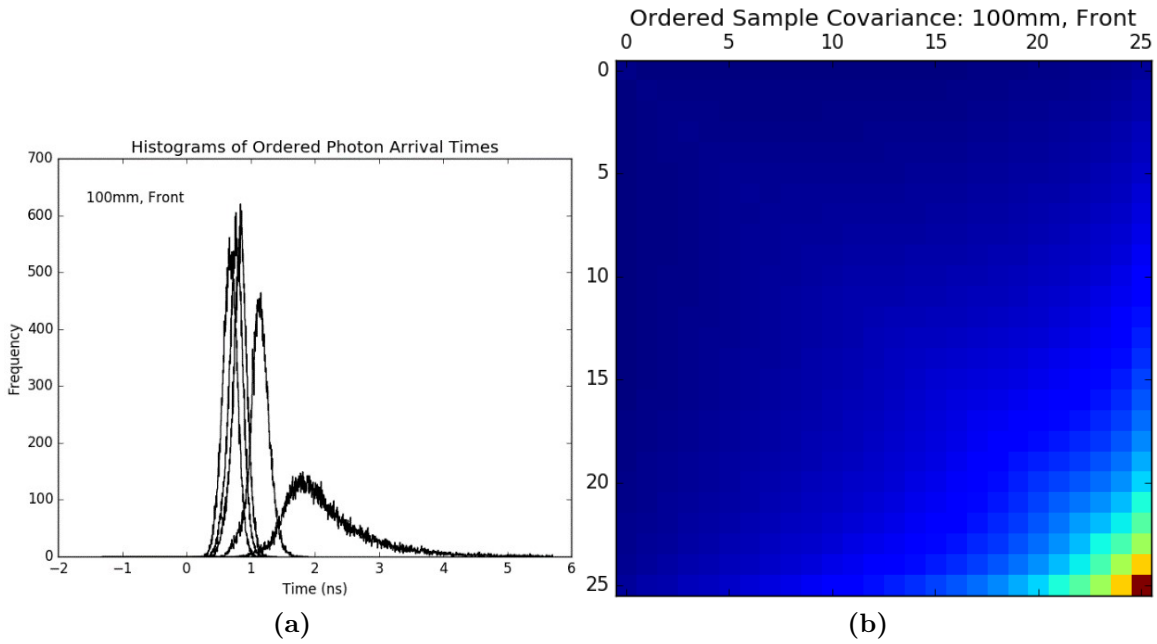 Histograms of Ordered Photon Arrival Times
700
600
500
400
300
200
100
0
Frequency
100mm, Front
−2 −1 0 1 2 3 4 5 6
Time (ns)
(a)
Ordered Sample Covariance: 100mm, Front
0 5 10 15 20 25
0
5
10
15
20
25
(b)